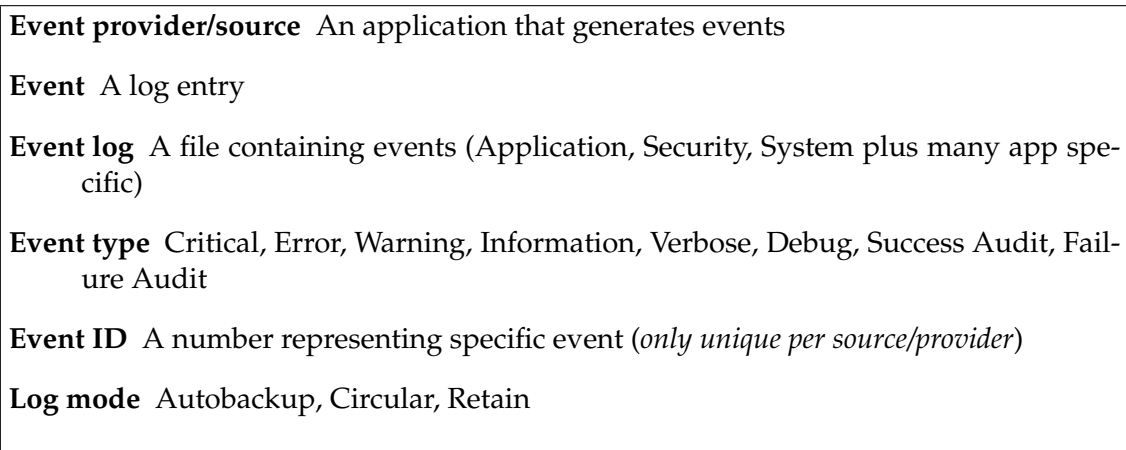 Event provider/source An application that generates events
Event A log entry
Event log A file containing events (Application, Security, System plus many app spe-
cific)
Event type Critical, Error, Warning, Information, Verbose, Debug, Success Audit, Fail-
ure Audit
Event ID A number representing specific event (only unique per source/provider)
Log mode Autobackup, Circular, Retain